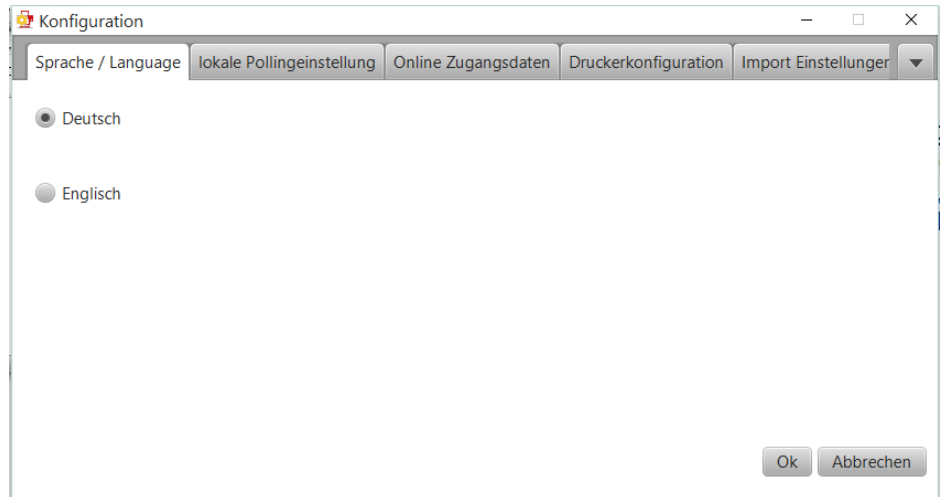 Konfiguration
Sprache / Language lokale Pollingeinstellung Online Zugangsdaten Druckerkonfiguration Import Einstellunger
Deutsch
Englisch
Ok Abbrechen